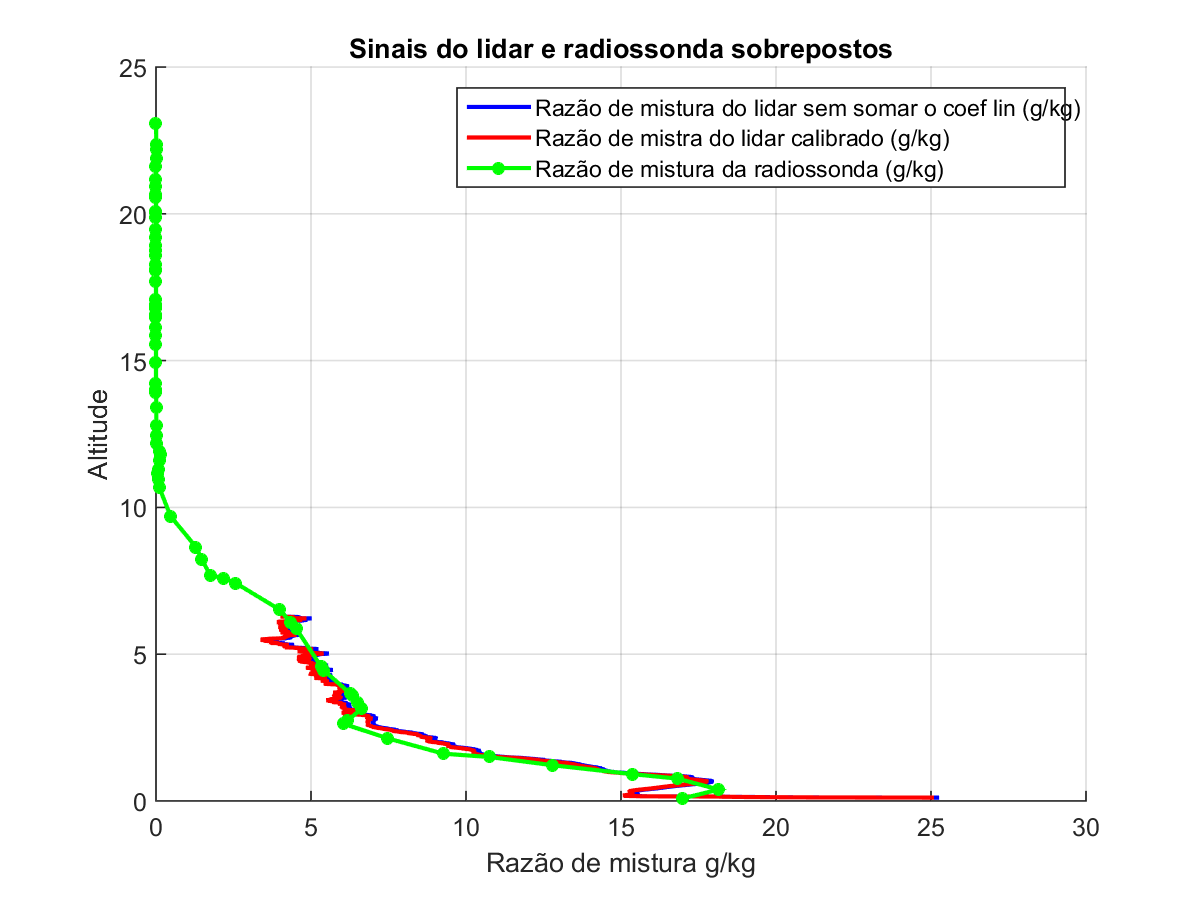 Sinais do lidar e radiossonda sobrepostos
25
Razão de mistura do lidar sem somar o coef lin (g/kg)
Razão de mistra do lidar calibrado (g/kg)
Razão de mistura da radiossonda (g/kg)
20
15
Altitude
10
5
0
0 5 10 15 20 25 30
Razão de mistura g/kg